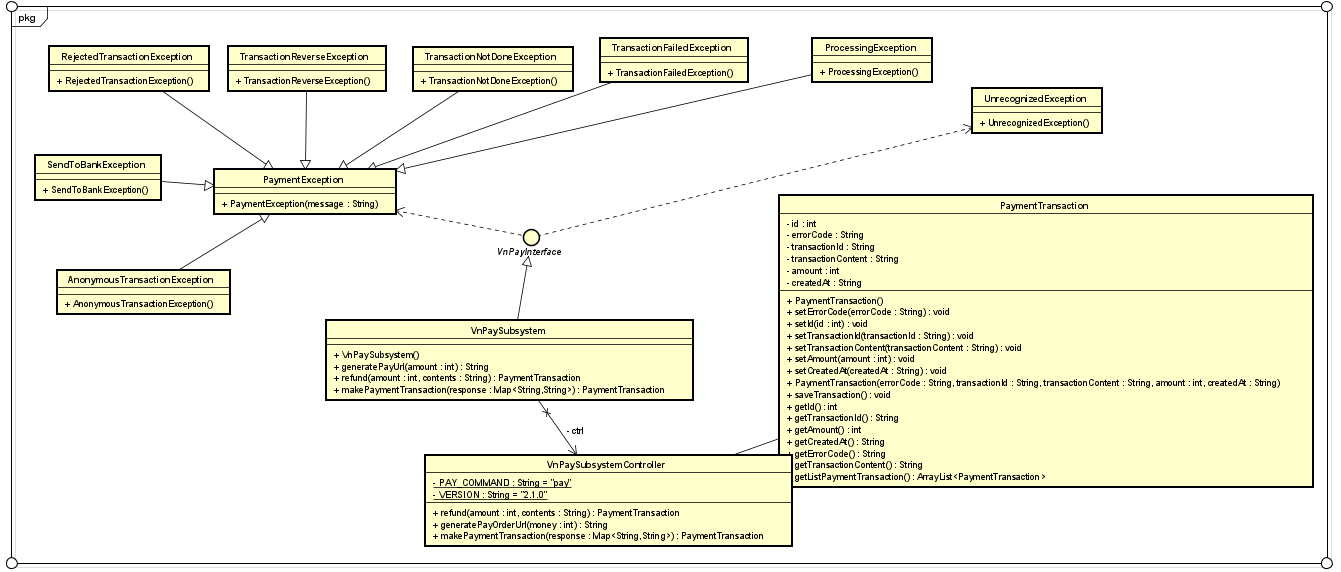 pkg
RejectedTransactionException
+ RejectedTransactionException()
TransactionReverseException
+ TransactionReverseException()
TransactionNotDoneException
+ TransactionNotDoneException()
TransactionFailedException
+ TransactionFailedException()
ProcessingException
+ ProcessingException()
UnrecognizedException
+ UnrecognizedException()
SendToBankException
+ SendToBankException()
PaymentException
+ PaymentException(message : String)
AnonymousTransactionException
+ AnonymousTransactionException()
VnPayInterface
PaymentTransaction
- id : int
- errorCode : String
- transactionId : String
- transactionContent : String
- amount : int
- createdAt : String
+ PaymentTransaction()
+ setErrorCode(errorCode : String) : void
+ setId(id : int) : void
+ setTransactionId(transactionId : String) : void
+ setTransactionContent(transactionContent : String) : void
+ setAmount(amount : int) : void
+ setCreatedAt(createdAt : String) : void
+ PaymentTransaction(errorCode : String, transactionId : String, transactionContent : String, amount : int, createdAt : String)
+ saveTransaction() : void
+ getId() : int
+ getTransactionId() : String
+ getAmount() : int
+ getCreatedAt() : String
getErrorCode() : String
getTransactionContent() : String
getListPaymentTransaction() : ArrayList<PaymentTransaction>
VnPaySubsystem
+ VnPaySubsystem()
+ generatePayUrl(amount : int) : String
+ refund(amount : int, contents : String) : PaymentTransaction
+ makePaymentTransaction(response : Map<String,String>) : PaymentTransaction
- ctrl
VnPaySubsystemController
- PAY_COMMAND : String = "pay"
- VERSION : String = "2.1.0"
+ refund(amount : int, contents : String) : PaymentTransaction
+ generatePayOrderUrl(money : int) : String
+ makePaymentTransaction(response : Map<String,String>) : PaymentTransaction